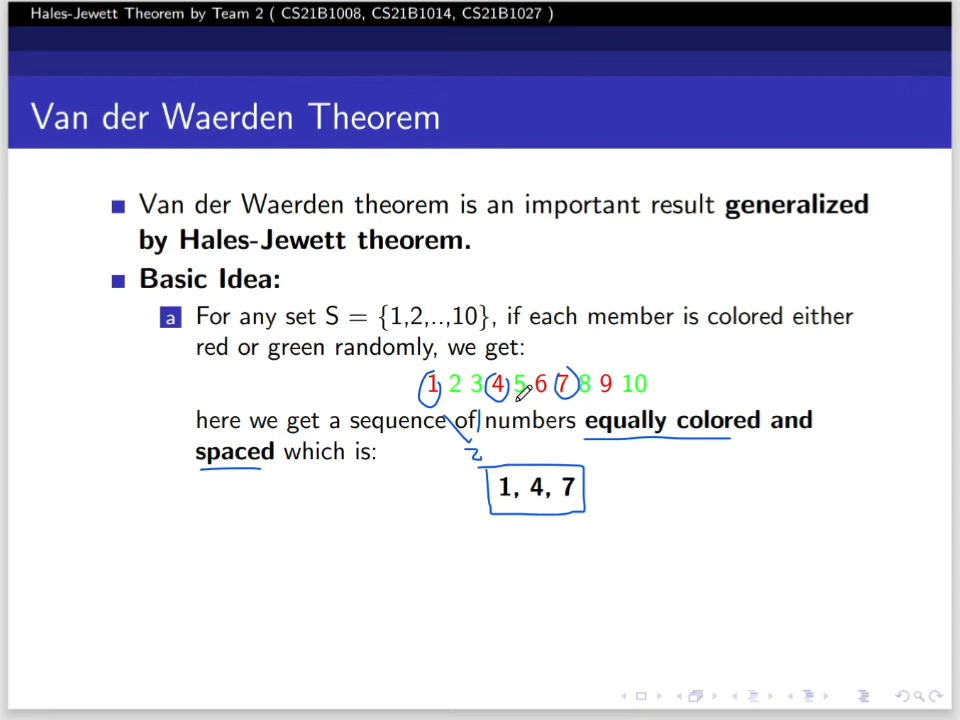 Hales-Jewett Theorem by Team 2 ( CS21B1008, CS21B1014, CS21B1027 )
Van der Waerden Theorem
Van der Waerden theorem is an important result generalized
by Hales-Jewett theorem.
Basic Idea:
a For any set S = {1,2,..,10}, if each member is colored either
red or green randomly, we get:
1 2 3 4 5 6 7 8 9 10
here we get a sequence of numbers equally colored and
spaced which is:
2
1, 4, 7